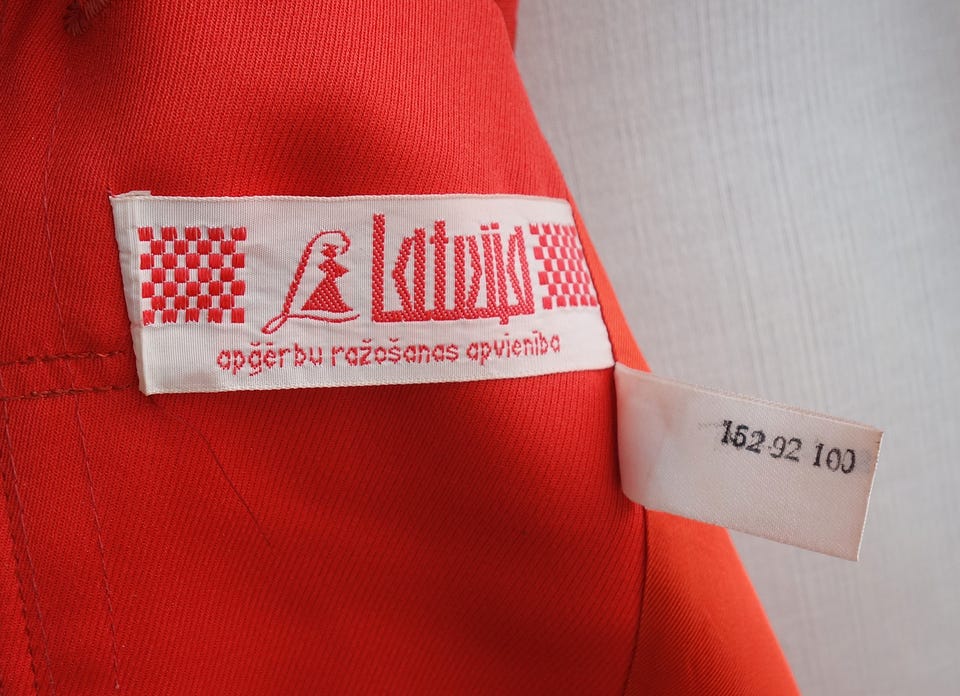 Latvija
apģērbu ražošanas apvienība
152-92 100